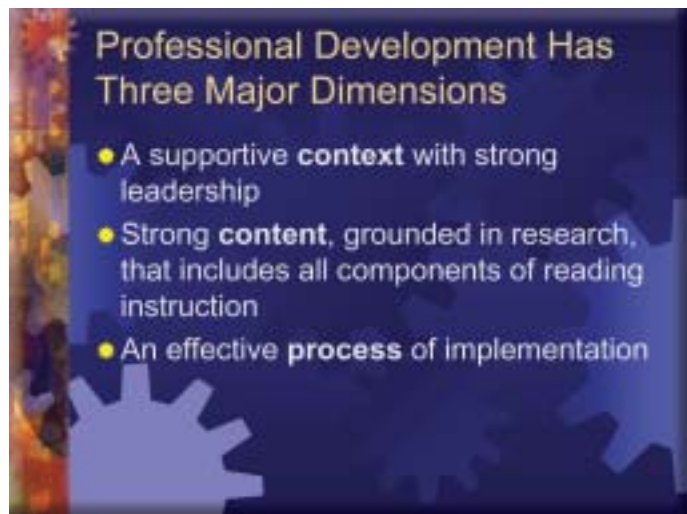 Professional Development Has
Three Major Dimensions
A supportive context with strong
leadership
Strong content, grounded in research,
that includes all components of reading
instruction
An effective process of implementation